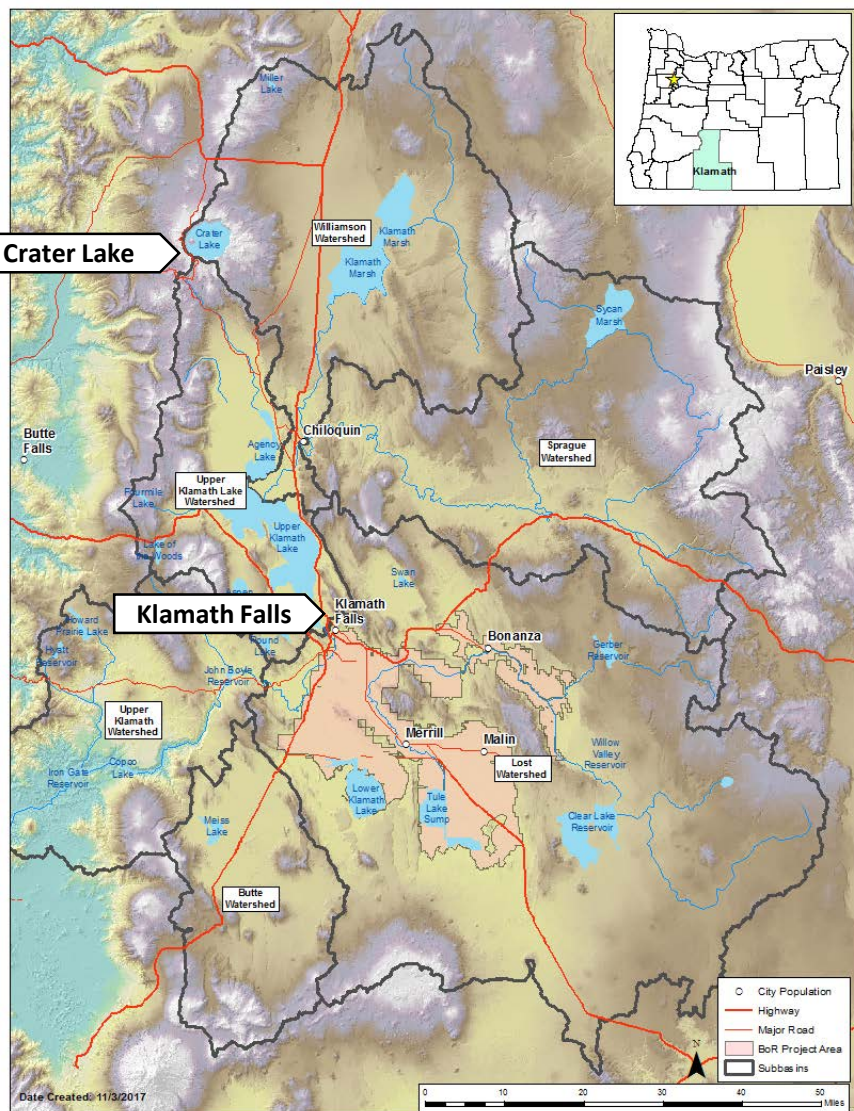 Miller
Lake
Klamath
Crater Lake
Crater
Lake
Williamson
Watershed
Klamath
Marsh
Klamath
Marsh
Sycan
Marsh
Paisley
Butte
Falls
Chiloquin
Agency
Lake
Sprague
Watershed
Upper
Klamath Lake
Watershed
Fourmile
Lake
Upper
Klamath
Lake
Lake of
the Woods
Swan
Lake
Klamath Falls
Klamath
Falls
Howard
Prairie Lake
Hyatt
Reservoir
Round
Lake
Bonanza
Gerber
Reservoir
John Boyle
Reservoir
Upper
Klamath
Watershed
Merrill
Malin
Lost
Watershed
Willow
Valley
Reservoir
Iron Gate
Reservoir
Copco
Lake
Lower
Klamath
Lake
Tule
Lake
Sump
Clear Lake
Reservoir
Meiss
Lake
Butte
Watershed
City Population
Highway
Major Road
BoR Project Area
Subbasins
N
Date Created: 11/3/2017
0 10 20 30 40 50
Miles